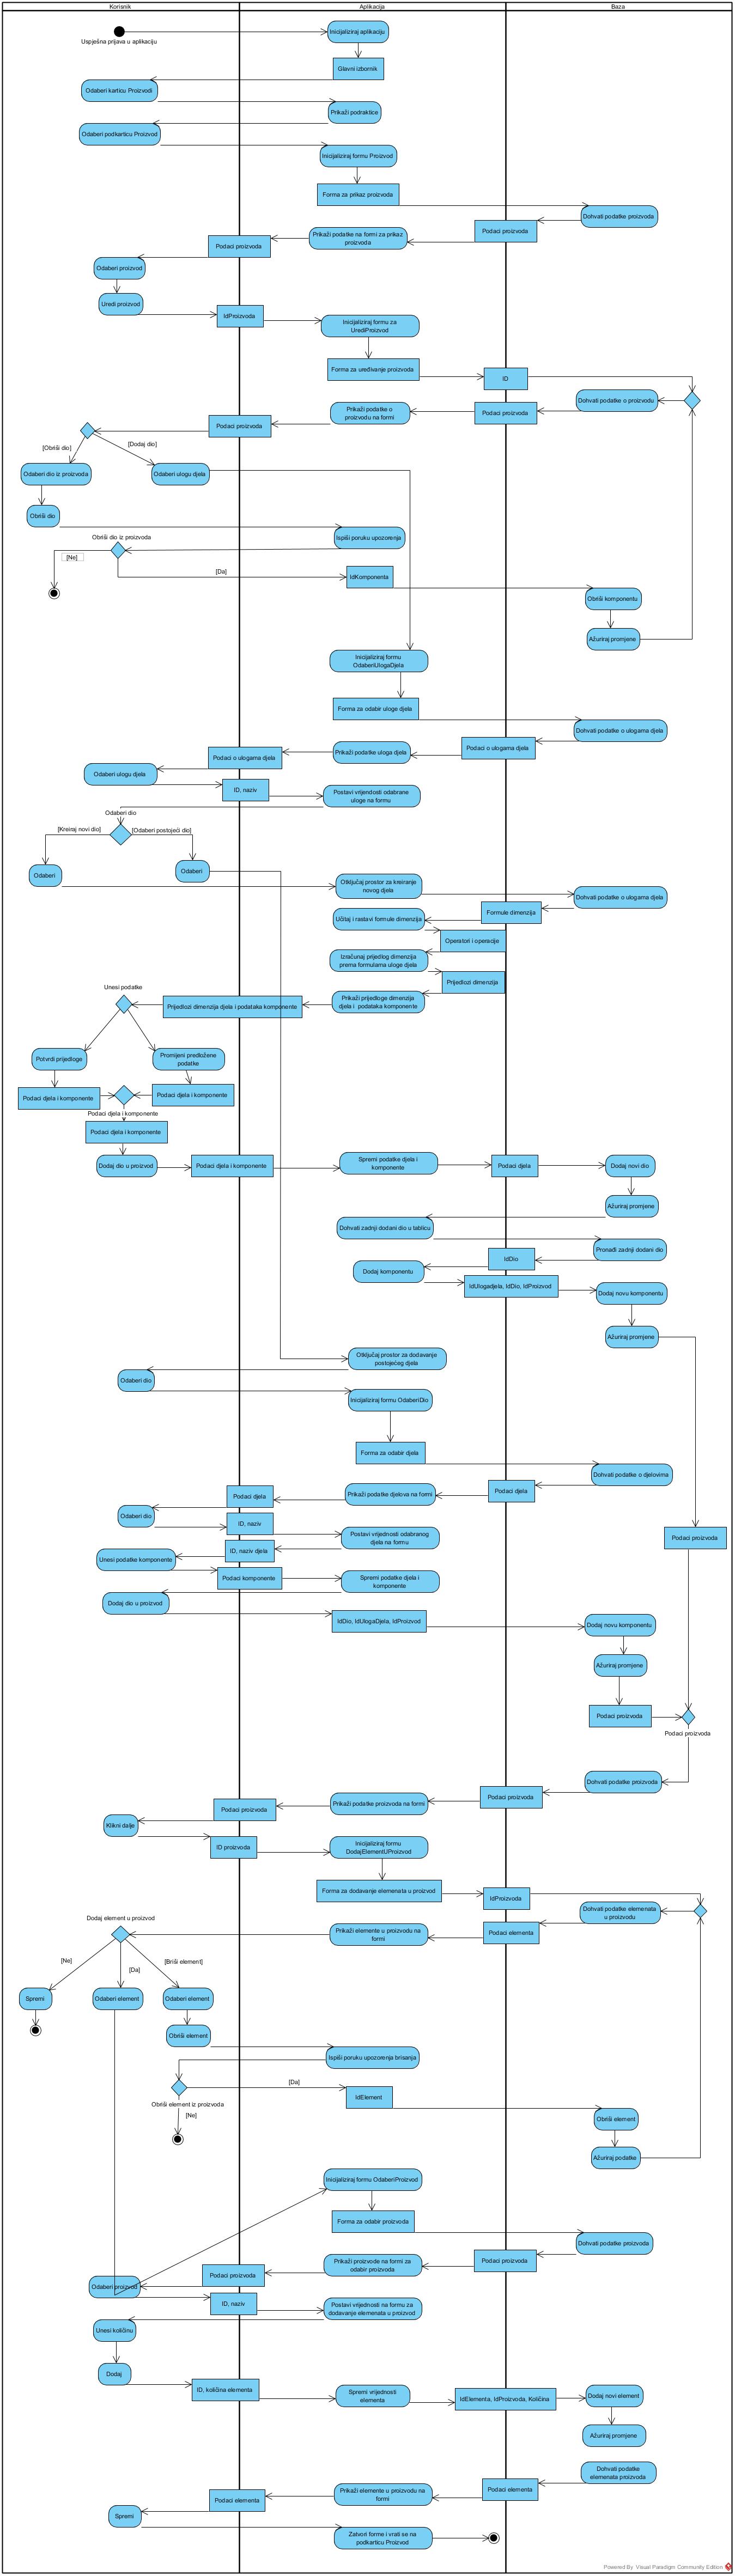 Korisnik
Aplikacija
Baza
Uspješna prijava u aplikaciju
Inicijaliziraj aplikaciju
Glavni izbornik
Odaberi karticu Proizvodi
Prikaži podraktice
Odaberi podkarticu Proizvod
Inicijaliziraj formu Proizvod
Forma za prikaz proizvoda
Dohvati podatke proizvoda
Podaci proizvoda
Prikaži podatke na formi za prikaz
proizvoda
Podaci proizvoda
Odaberi proizvod
Uredi proizvod
IdProizvoda
Inicijaliziraj formu za
UrediProizvod
Forma za uređivanje proizvoda
ID
Dohvati podatke o proizvodu
Podaci proizvoda
Prikaži podatke o
proizvodu na formi
Podaci proizvoda
[Obriši dio]
[Dodaj dio]
Odaberi dio iz proizvoda
Odaberi ulogu djela
Obriši dio
Ispiši poruku upozorenja
Obriši dio iz proizvoda
[Ne]
[Da]
IdKomponenta
Obriši komponentu
Ažuriraj promjene
Inicijaliziraj formu
OdaberiUlogaDjela
Forma za odabir uloge djela
Dohvati podatke o ulogama djela
Podaci o ulogama djela
Prikaži podatke uloga djela
Podaci o ulogama djela
Odaberi ulogu djela
ID, naziv
Postavi vrijendosti odabrane
uloge na formu
Odaberi dio
[Kreiraj novi dio]
[Odaberi postojeći dio]
Odaberi
Odaberi
Otključaj prostor za kreiranje
novog djela
Dohvati podatke o ulogama djela
Formule dimenzija
Učitaj i rastavi formule dimenzija
Operatori i operacije
Izračunaj prijedlog dimenzija
prema formulama uloge djela
Prijedlozi dimenzija
Prikaži prijedloge dimenzija
djela i podataka komponente
Prijedlozi dimenzija djela i podataka komponente
Unesi podatke
Potvrdi prijedloge
Promijeni predložene
podatke
Podaci djela i komponente
Podaci djela i komponente
Podaci djela i komponente
Podaci djela i komponente
Dodaj dio u prozvod
Podaci djela i komponente
Spremi podatke djela i
komponente
Podaci djela
Dodaj novi dio
Ažuriraj promjene
Dohvati zadnji dodani dio u tablicu
Pronađi zadnji dodani dio
IdDio
Dodaj komponentu
IdUlogadjela, IdDio, IdProizvod
Dodaj novu komponentu
Ažuriraj promjene
Otključaj prostor za dodavanje
postojećeg djela
Odaberi dio
Inicijaliziraj formu OdaberiDio
Forma za odabir djela
Dohvati podatke o djelovima
Podaci djela
Prikaži podatke djelova na formi
Podaci djela
Odaberi dio
ID, naziv
Postavi vrijednosti odabranog
djela na formu
Podaci proizvoda
ID, naziv djela
Unesi podatke komponente
Podaci komponente
Spremi podatke djela i
komponente
Dodaj dio u prozvod
IdDio, IdUlogaDjela, IdProizvod
Dodaj novu komponentu
Ažuriraj promjene
Podaci proizvoda
Podaci proizvoda
Dohvati podatke proizvoda
Podaci proizvoda
Prikaži podatke proizvoda na formi
Podaci proizvoda
Klikni dalje
ID proizvoda
Inicijaliziraj formu
DodajElementUProizvod
Forma za dodavanje elemenata u proizvod
IdProizvoda
Dohvati podatke elemenata
u proizvodu
Podaci elementa
Prikaži elemente u proizvodu na
formi
Dodaj element u proizvod
[Ne]
[Da]
[Briši element]
Spremi
Odaberi element
Odaberi element
Obriši element
Ispiši poruku upozorenja brisanja
[Da]
IdElement
Obriši element iz proizvoda
[Ne]
Obriši element
Ažuriraj podatke
Inicijaliziraj formu OdaberiProizvod
Forma za odabir proizvoda
Dohvati podatke proizvoda
Podaci proizvoda
Prikaži proizvode na formi za
odabir proizvoda
Podaci proizvoda
Odaberi proizvod
ID, naziv
Postavi vrijednosti na formu za
dodavanje elemenata u proizvod
Unesi količinu
Dodaj
ID, količina elementa
Spremi vrijednosti
elementa
IdElementa, IdProizvoda, Količina
Dodaj novi element
Ažuriraj promjene
Dohvati podatke
elemenata proizvoda
Podaci elementa
Prikaži elemente u proizvodu na
formi
Podaci elementa
Spremi
Zatvori forme i vrati se na
podkarticu Proizvod
Powered By Visual Paradigm Community Edition